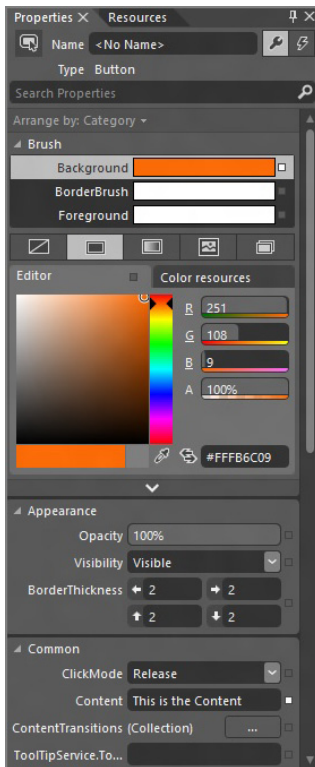 Properties Resources
Name <No Name>
Type Button
Search Properties
Arrange by: Category
Brush
Background
BorderBrush
Foreground
Editor Color resources
R 251
G 108
B 9
A 100%
#FFFB6C09
Appearance
Opacity 100%
Visibility Visible
BorderThickness 2 2
2 2
Common
ClickMode Release
Content This is the Content
ContentTransitions (Collection) ...
ToolTipService.To...